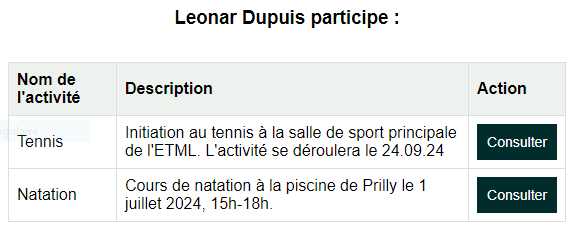 Leonar Dupuis participe :
Nom de
l'activité
Description
Action
Tennis
Initiation au tennis à la salle de sport principale
de l'ETML. L'activité se déroulera le 24.09.24
Consulter
Natation
Cours de natation à la piscine de Prilly le 1
juillet 2024, 15h-18h.
Consulter